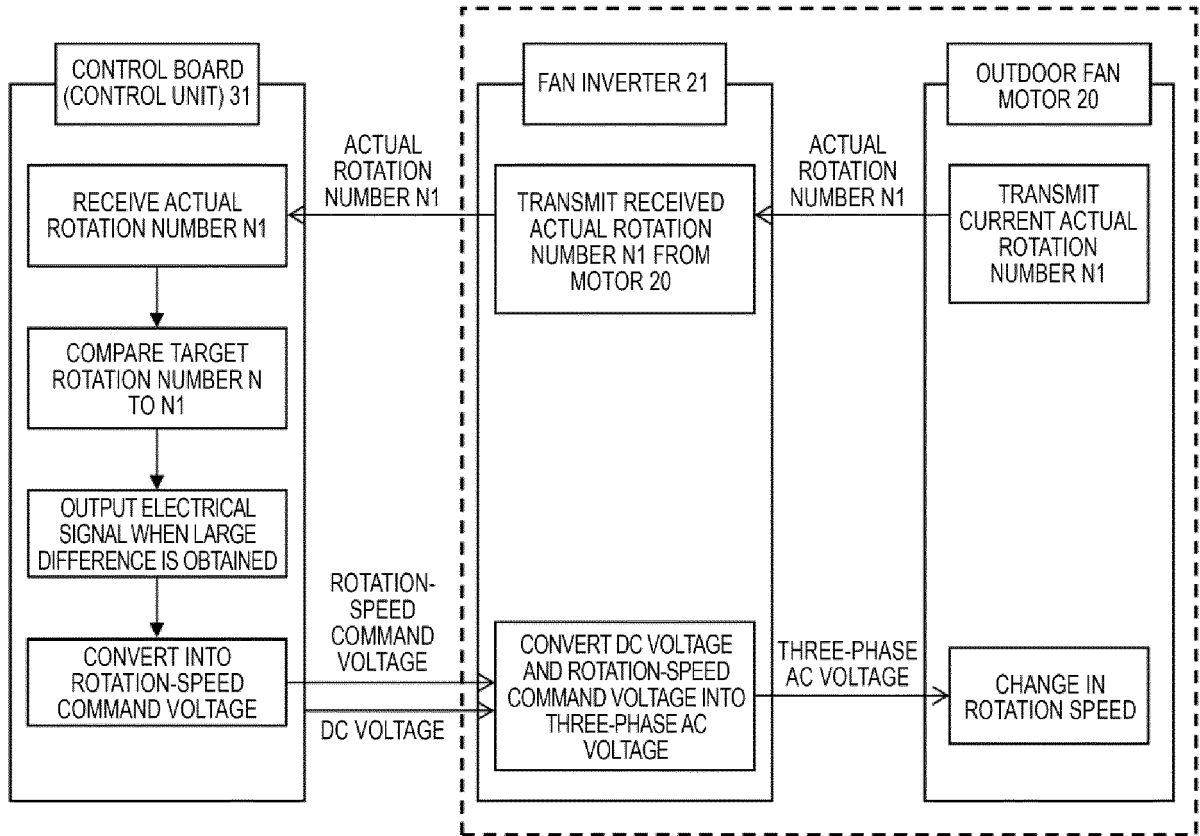 CONTROL BOARD
(CONTROL UNIT) 31
RECEIVE ACTUAL
ROTATION NUMBER N1
COMPARE TARGET
ROTATION NUMBER N
TO N1
OUTPUT ELECTRICAL
SIGNAL WHEN LARGE
DIFFERENCE IS OBTAINED
CONVERT INTO
ROTATION-SPEED
COMMAND VOLTAGE
ACTUAL
ROTATION
NUMBER N1
ROTATION-
SPEED
COMMAND
VOLTAGE
DC VOLTAGE
FAN INVERTER 21
TRANSMIT RECEIVED
ACTUAL ROTATION
NUMBER N1 FROM
MOTOR 20
CONVERT DC VOLTAGE
AND ROTATION-SPEED
COMMAND VOLTAGE INTO
THREE-PHASE AC
VOLTAGE
ACTUAL
ROTATION
NUMBER N1
THREE-PHASE
AC VOLTAGE
OUTDOOR FAN
MOTOR 20
TRANSMIT
CURRENT ACTUAL
ROTATION
NUMBER N1
CHANGE IN
ROTATION SPEED